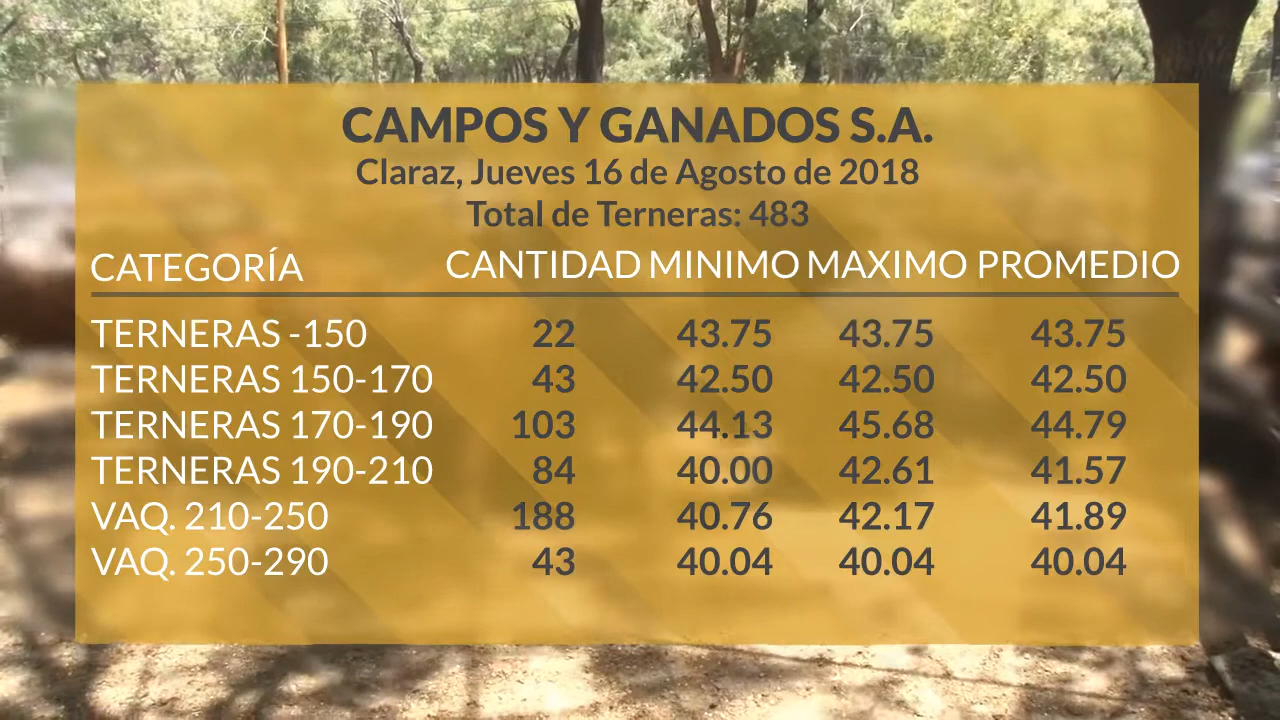 CAMPOS Y GANADOS S.A.
Claraz, Jueves 16 de Agosto de 2018
Total de Terneras: 483
CATEGORÍA CANTIDAD MINIMO MAXIMO PROMEDIO
TERNERAS -150 22 43.75 43.75 43.75
TERNERAS 150-170 43 42.50 42.50 42.50
TERNERAS 170-190 103 44.13 45.68 44.79
TERNERAS 190-210 84 40.00 42.61 41.57
VAQ. 210-250 188 40.76 42.17 41.89
VAQ. 250-290 43 40.04 40.04 40.04